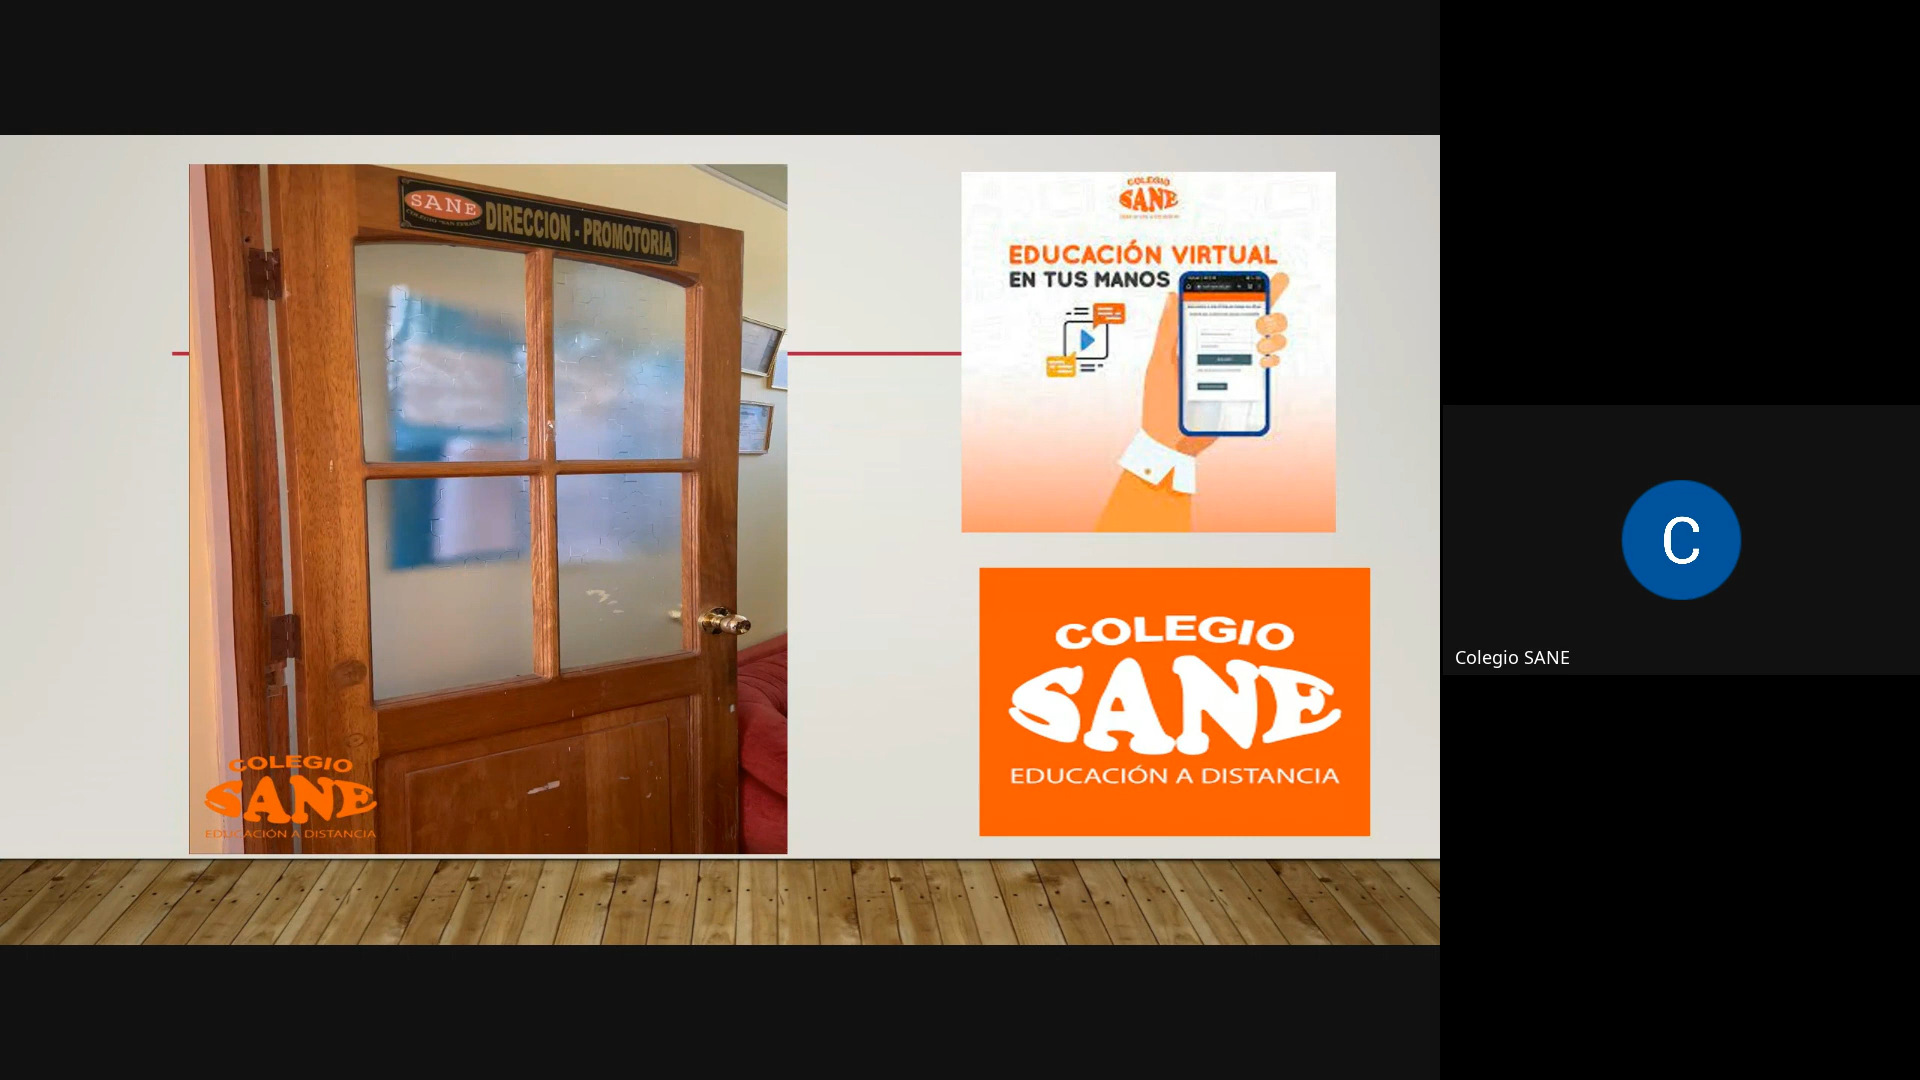 SANE
DIRECCION - PROMOTORIA
COLEGIO
SANE
EDUCACIÓN A DISTANCIA
COLEGIO
SANE
EDUCACIÓN VIRTUAL
EN TUS MANOS
COLEGIO
SANE
EDUCACIÓN A DISTANCIA
C
Colegio SANE